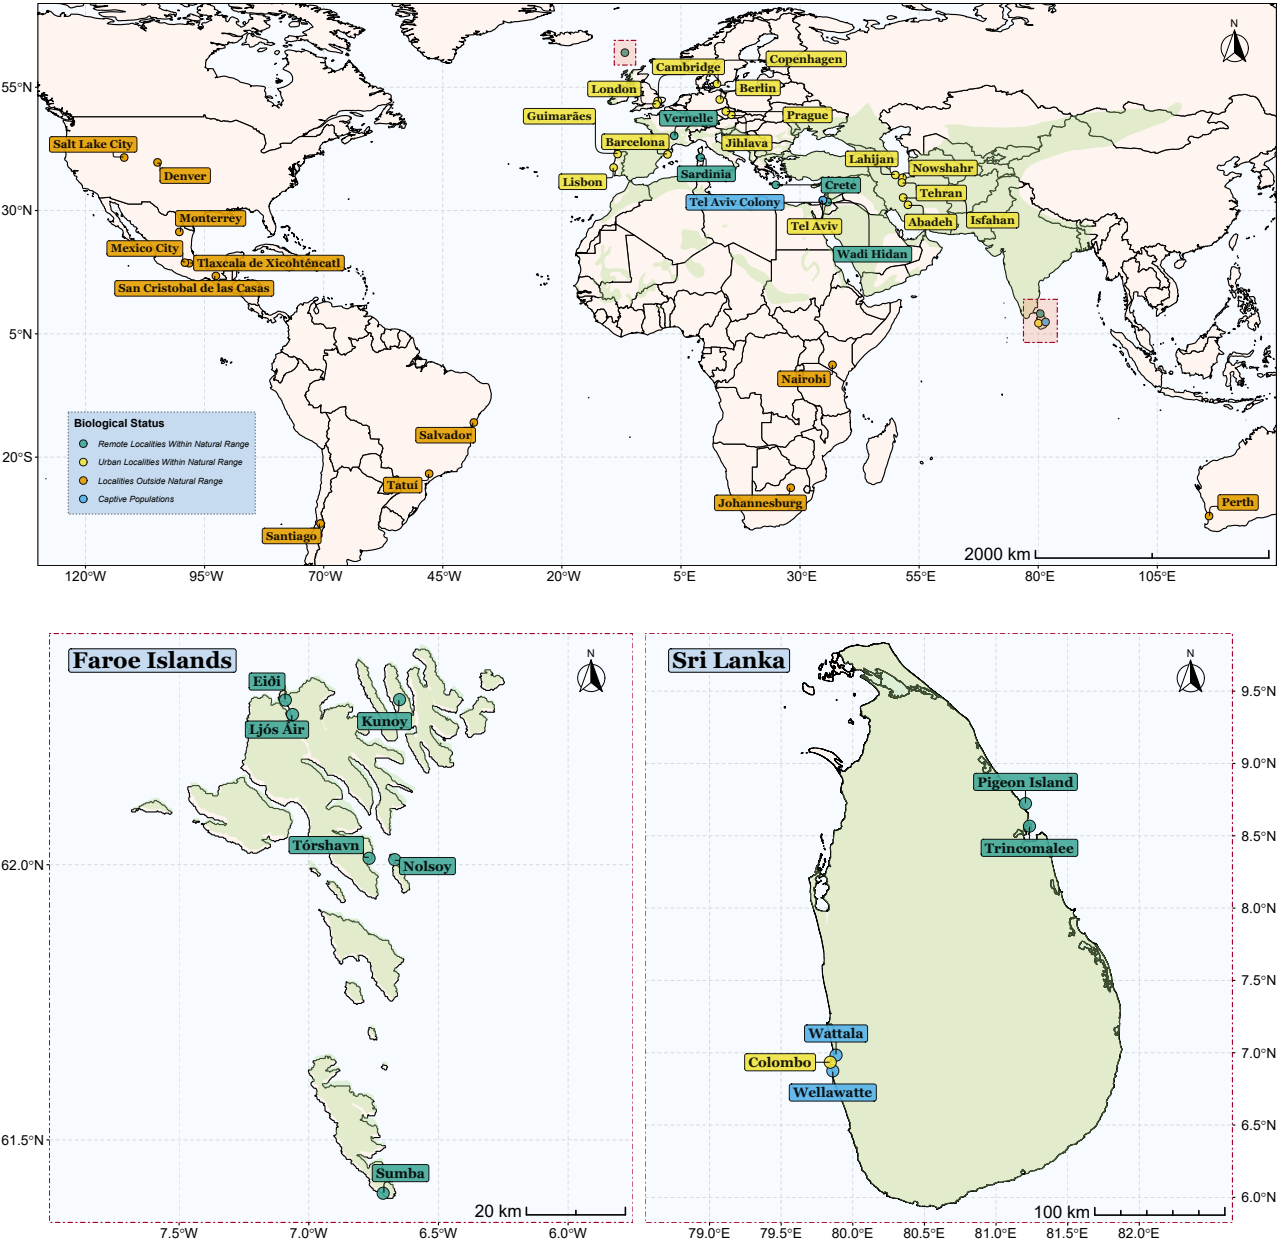 N
Copenhagen
Cambridge
London
Berlin
55°N
Guimarães
Vernelle
Prague
Salt Lake City
Barcelona
Jihlava
Lahijan
Nowshahr
Denver
Sardinia
Lisbon
Crete
Tehran
Tel Aviv Colony
30°N
Monterrey
Tel Aviv
Abadeh
Isfahan
Mexico City
Wadi Hidan
Tlaxcala de Xicohténcatl
San Cristobal de las Casas
5°N
Nairobi
Biological Status
Remote Localities Within Natural Range
Urban Localities Within Natural Range
Localities Outside Natural Range
Captive Populations
Salvador
20°S
Tatuí
Johannesburg
Perth
Santiago
2000 km
120°W 95°W 70°W 45°W 20°W 5°E 30°E 55°E 80°E 105°E
Faroe Islands
N
Eiði
Ljós Áir
Kunoy
Tórshavn
Nolsoy
62.0°N
61.5°N
Sumba
20 km
7.5°W 7.0°W 6.5°W 6.0°W
Sri Lanka
N
9.5°N
9.0°N
Pigeon Island
8.5°N
Trincomalee
8.0°N
7.5°N
Wattala
7.0°N
Colombo
Wellawatte
6.5°N
6.0°N
100 km
79.0°E 79.5°E 80.0°E 80.5°E 81.0°E 81.5°E 82.0°E